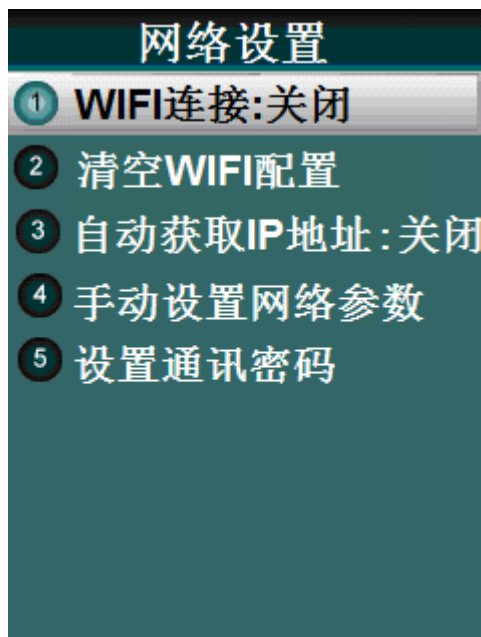 网络设置
1 WIFI连接:关闭
2 清空WIFI配置
3 自动获取IP地址:关闭
4 手动设置网络参数
5 设置通讯密码